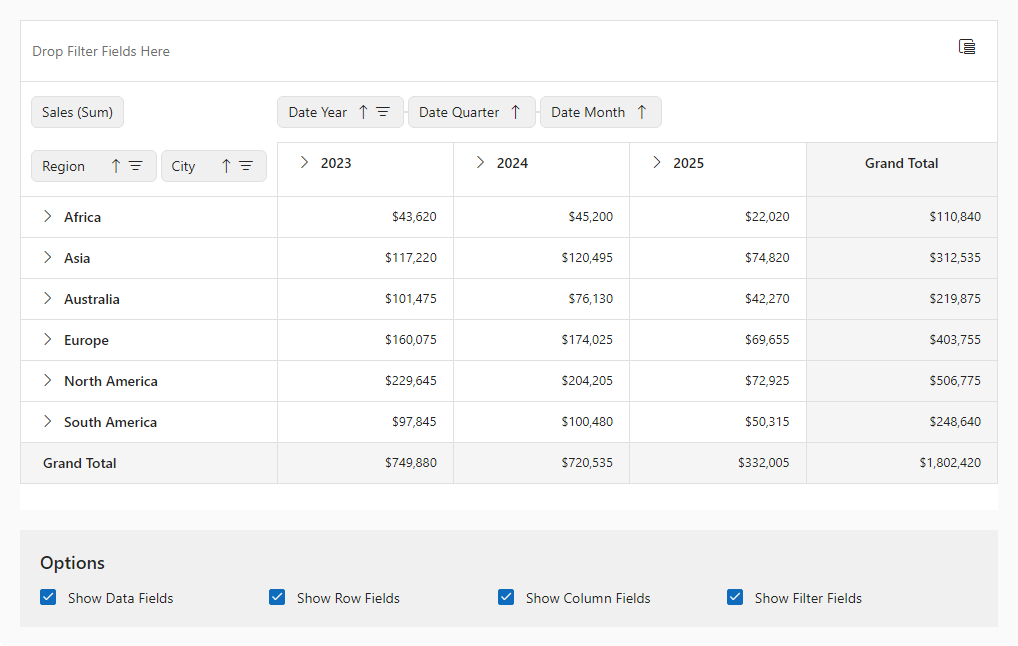 Drop Filter Fields Here
Sales (Sum) Date Year Date Quarter Date Month
Region City 2023 2024 2025 Grand Total
Africa $43,620 $45,200 $22,020 $110,840
Asia $117,220 $120,495 $74,820 $312,535
Australia $101,475 $76,130 $42,270 $219,875
Europe $160,075 $174,025 $69,655 $403,755
North America $229,645 $204,205 $72,925 $506,775
South America $97,845 $100,480 $50,315 $248,640
Grand Total $749,880 $720,535 $332,005 $1,802,420
Options
Show Data Fields Show Row Fields Show Column Fields Show Filter Fields